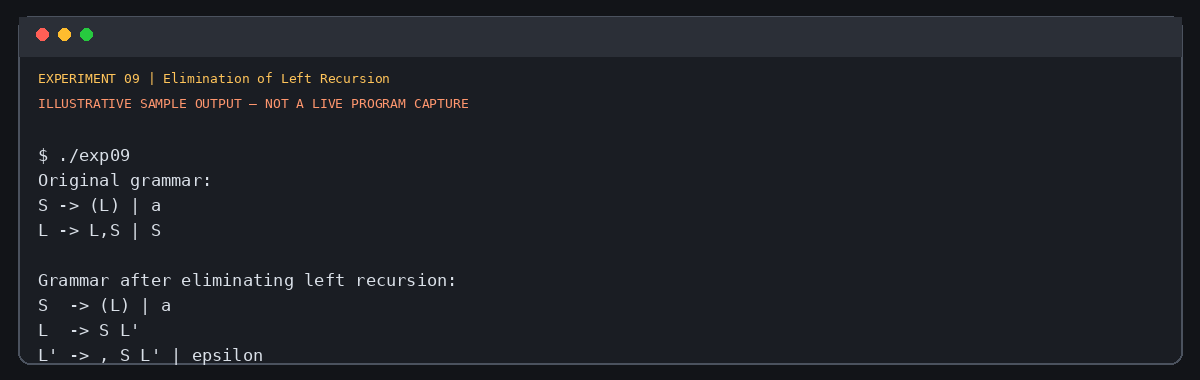 EXPERIMENT 09 | Elimination of Left Recursion
ILLUSTRATIVE SAMPLE OUTPUT — NOT A LIVE PROGRAM CAPTURE
$ ./exp09
Original grammar:
S -> (L) | a
L -> L,S | S
Grammar after eliminating left recursion:
S  -> (L) | a
L  -> S L'
L' -> , S L' | epsilon